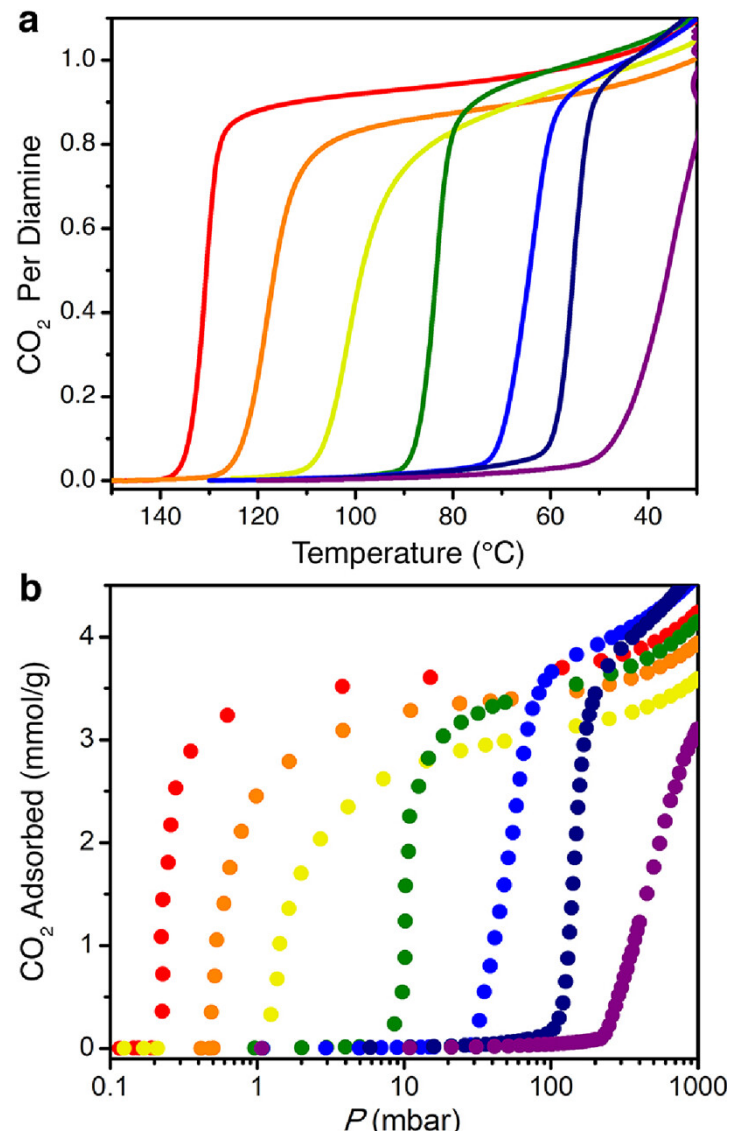 a
1.0
0.8
0.6
0.4
0.2
0.0
CO₂ Per Diamine
140 120 100 80 60 40
Temperature (°C)
b
4
3
2
1
0
CO₂ Adsorbed (mmol/g)
0.1 1 10 100 1000
P (mbar)